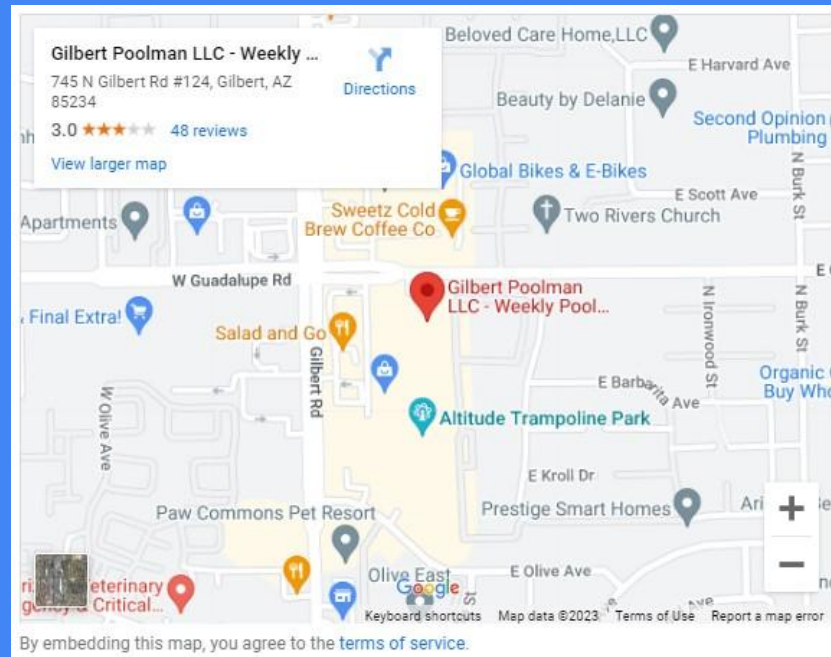 Gilbert Poolman LLC - Weekly ...
745 N Gilbert Rd #124, Gilbert, AZ
85234
3.0
48 reviews
View larger map
Directions
Beloved Care Home,LLC
E Harvard Ave
Beauty by Delanie
Second Opinion
Plumbing
N Burk St
Global Bikes & E-Bikes
E Scott Ave
Apartments
Sweetz Cold
Brew Coffee Co
Two Rivers Church
W Guadalupe Rd
Gilbert Poolman
LLC - Weekly Pool...
N Ironwood St
N Burk St
Final Extra!
Salad and Go
Gilbert Rd
W Olive Ave
E Barbarita Ave
Organic
Altitude Trampoline Park
E Kroll Dr
Prestige Smart Homes
Paw Commons Pet Resort
Olive East
E Olive Ave
St
Ave
Google
eterinary
& Critical...
Keyboard shortcuts
Map data ©2023
Terms of Use
Report a map error
By embedding this map, you agree to the terms of service.